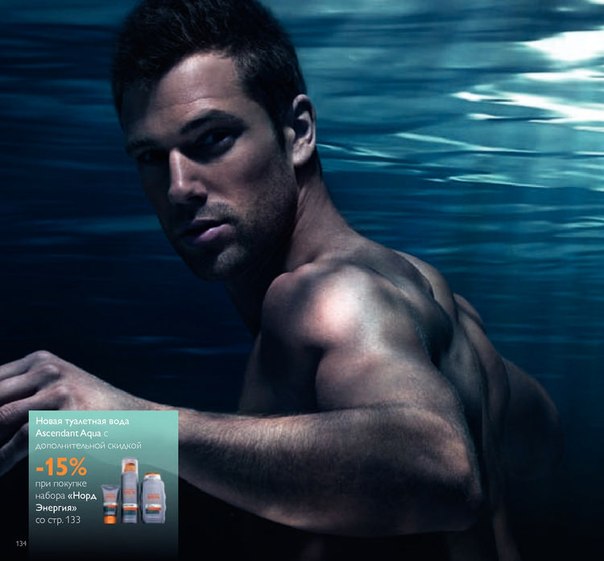 Новая туалетная вода
Ascendant Aqua с
дополнительной скидкой
-15%
при покупке
набора «Норд
Энергия»
со стр. 133
134